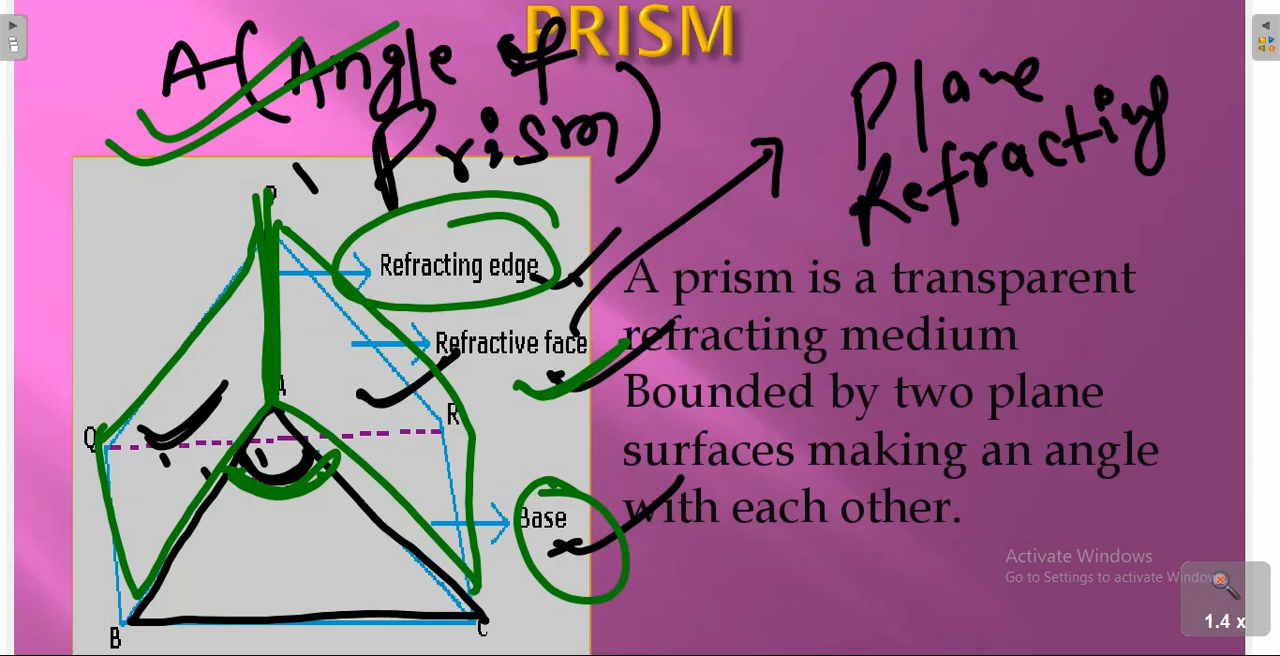 PRISM
A-(Angle of
Prism)
Plane
Refracting
P
Refracting edge
Refractive face
A
Q
R
Base
B
C
A prism is a transparent
refracting medium
Bounded by two plane
surfaces making an angle
with each other.
Activate Windows
Go to Settings to activate Windows
1.4 x